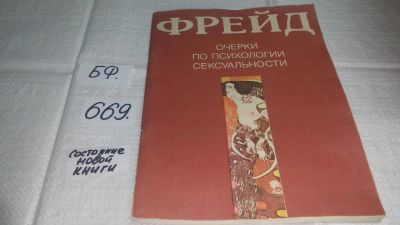 ФРЕЙД
ОЧЕРКИ
ПО ПСИХОЛОГИИ
СЕКСУАЛЬНОСТИ
БФ.
669.
состояние
новой
книги